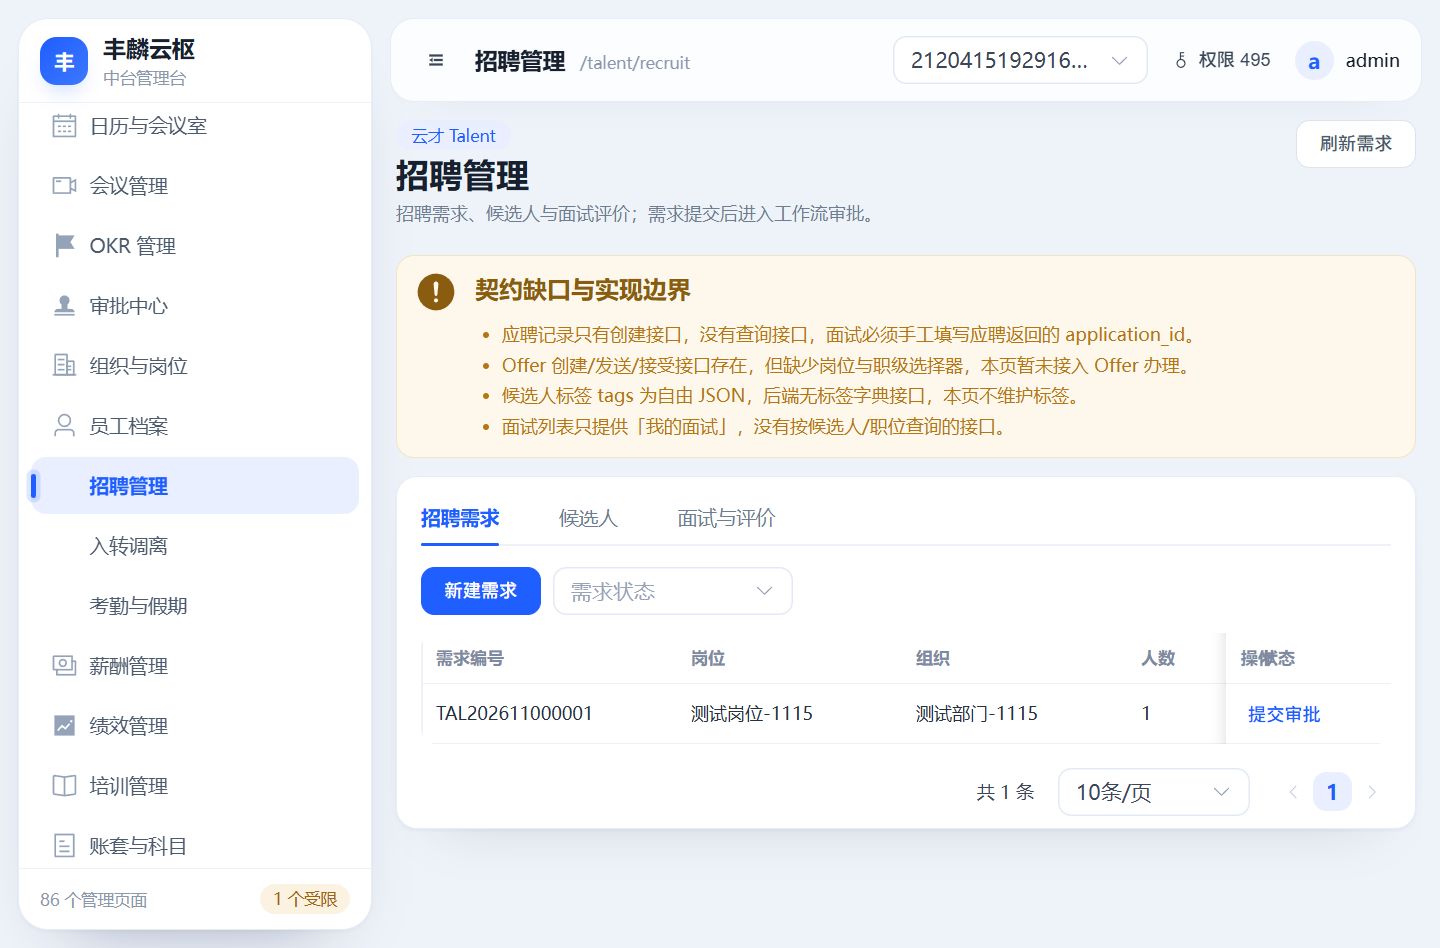 丰
丰麟云枢
中台管理台
日历与会议室
会议管理
OKR 管理
审批中心
组织与岗位
员工档案
招聘管理
入转调离
考勤与假期
薪酬管理
绩效管理
培训管理
账套与科目
86 个管理页面
1 个受限
招聘管理
/talent/recruit
2120415192916...
权限 495
a
admin
云才 Talent
招聘管理
招聘需求、候选人与面试评价；需求提交后进入工作流审批。
刷新需求
契约缺口与实现边界
应聘记录只有创建接口，没有查询接口，面试必须手工填写应聘返回的 application_id。
Offer 创建/发送/接受接口存在，但缺少岗位与职级选择器，本页暂未接入 Offer 办理。
候选人标签 tags 为自由 JSON，后端无标签字典接口，本页不维护标签。
面试列表只提供「我的面试」，没有按候选人/职位查询的接口。
招聘需求
候选人
面试与评价
新建需求
需求状态
需求编号
岗位
组织
人数
操作
态
TAL202611000001
测试岗位-1115
测试部门-1115
1
提交审批
共 1 条
10条/页
1